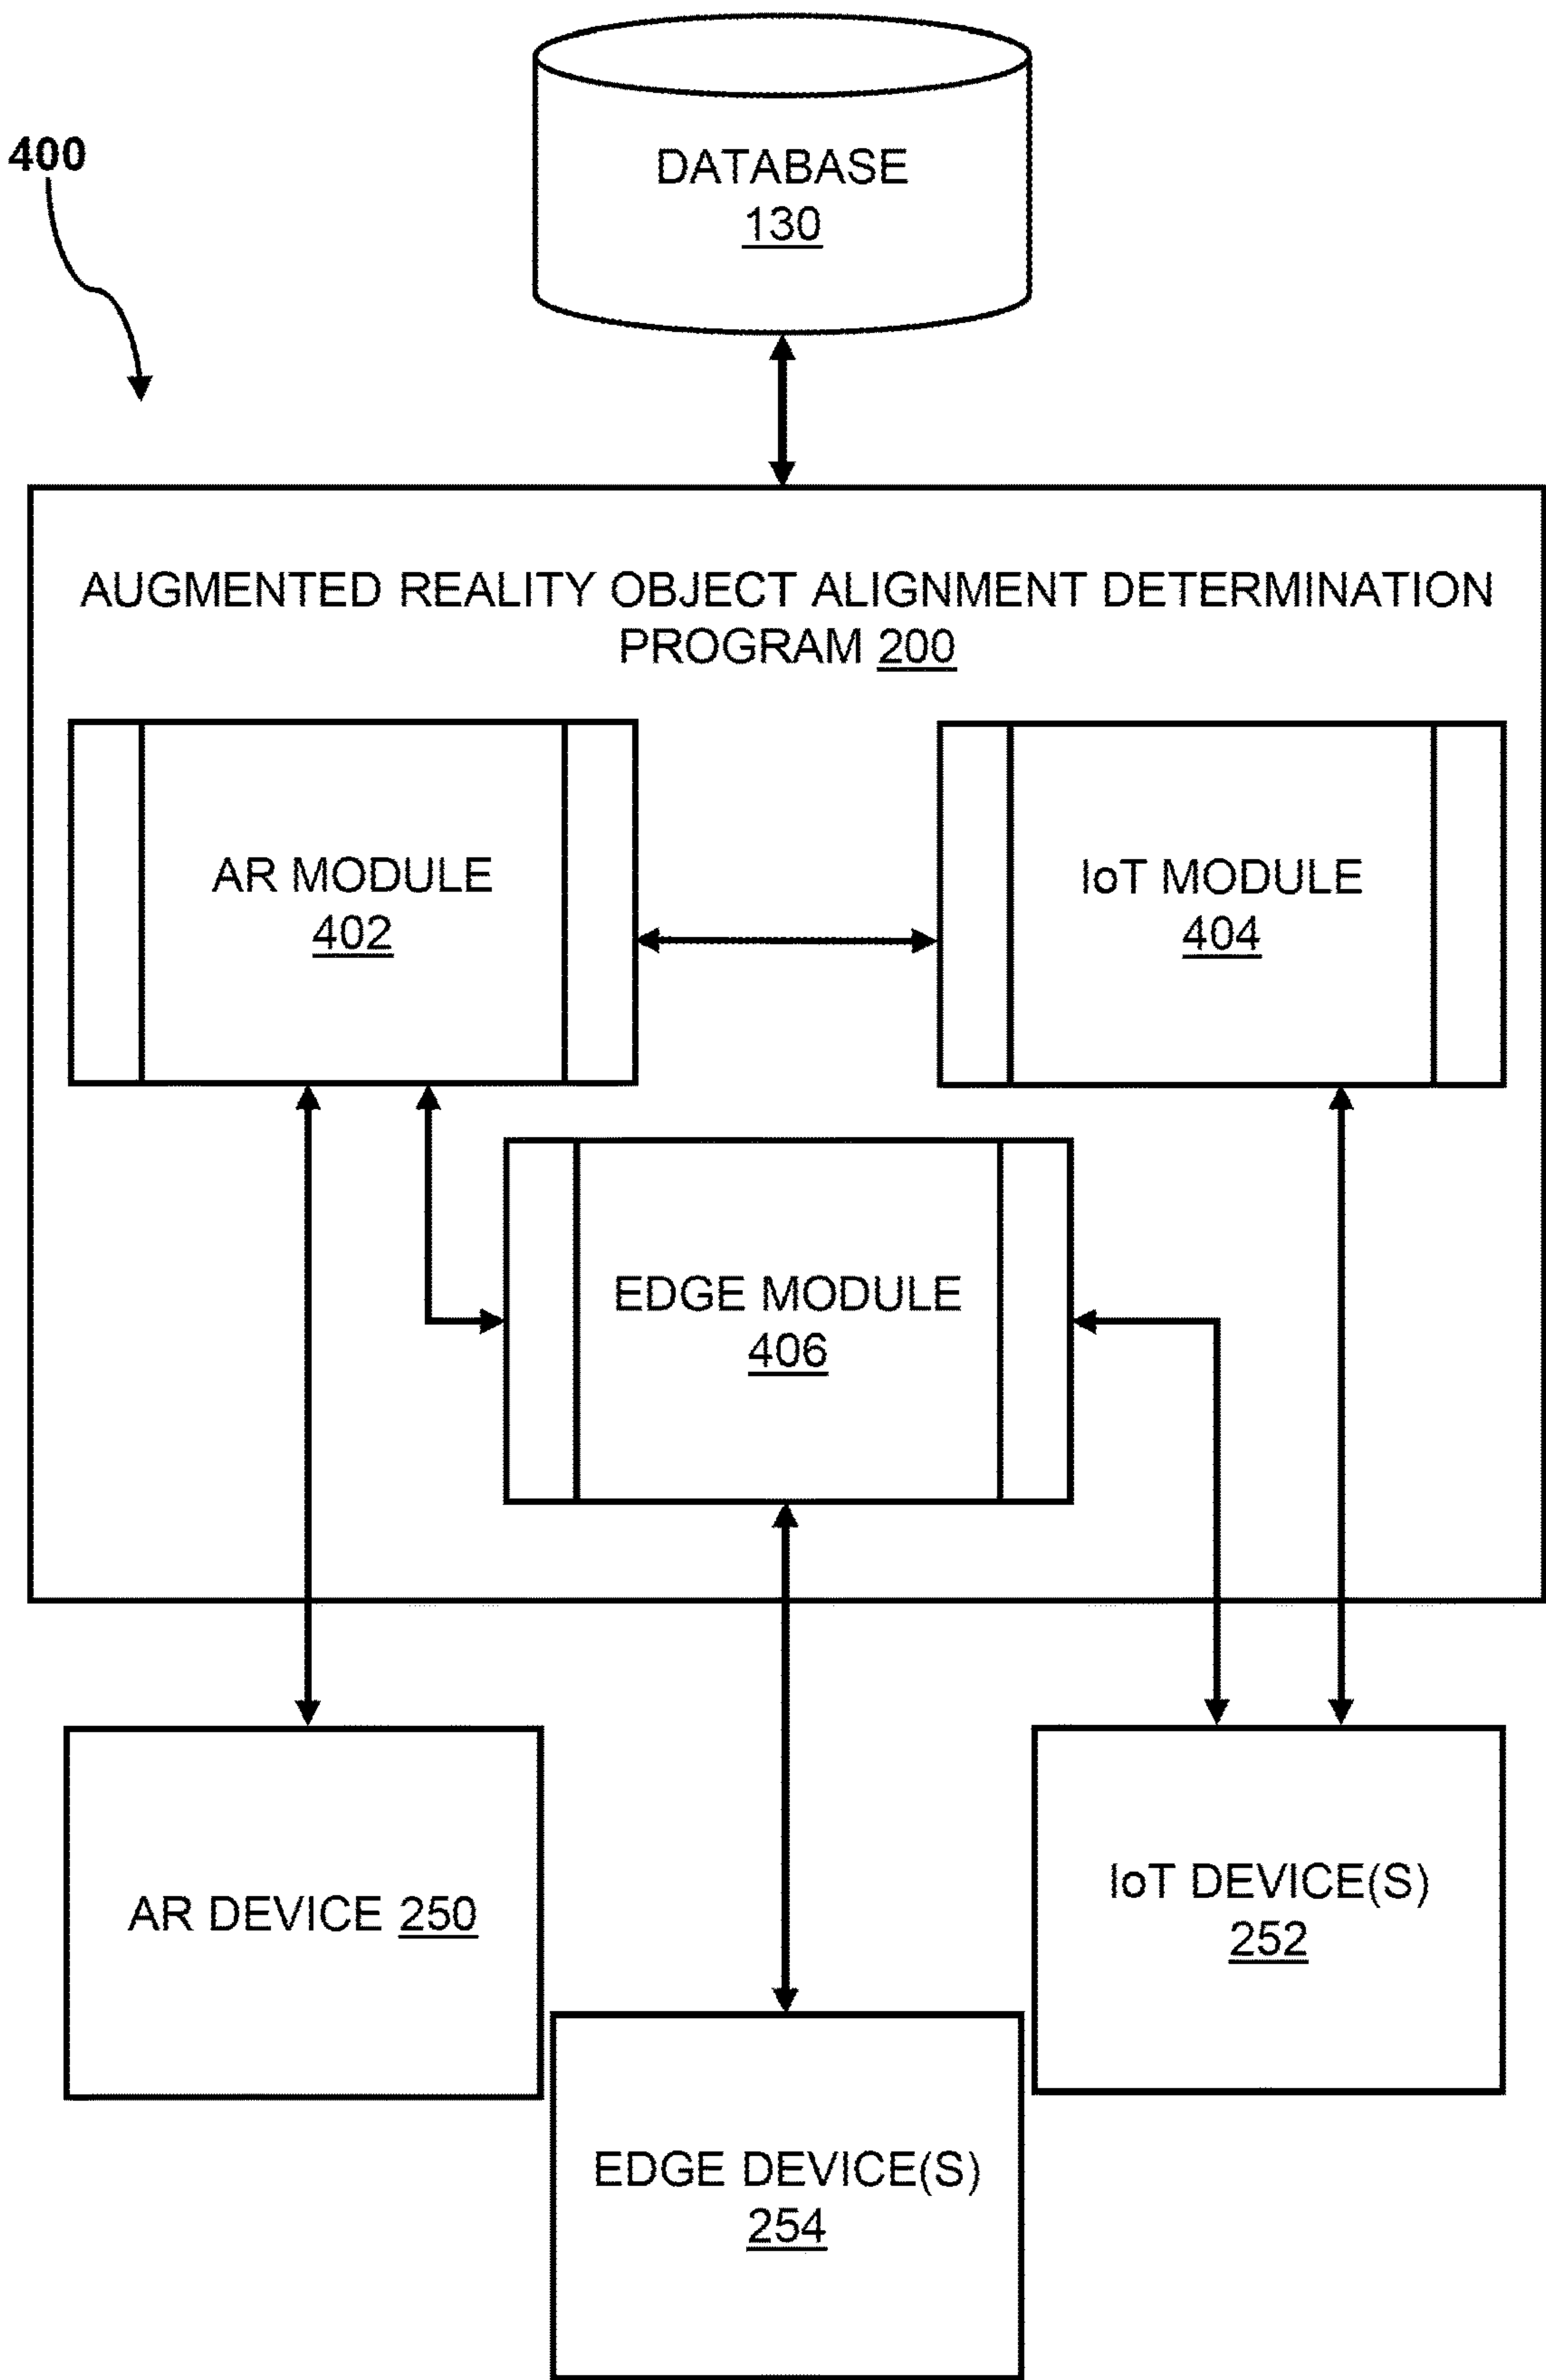 400
DATABASE
130
AUGMENTED REALITY OBJECT ALIGNMENT DETERMINATION
PROGRAM 200
AR MODULE
402
IoT MODULE
404
EDGE MODULE
406
AR DEVICE 250
IoT DEVICE(S)
252
EDGE DEVICE(S)
254